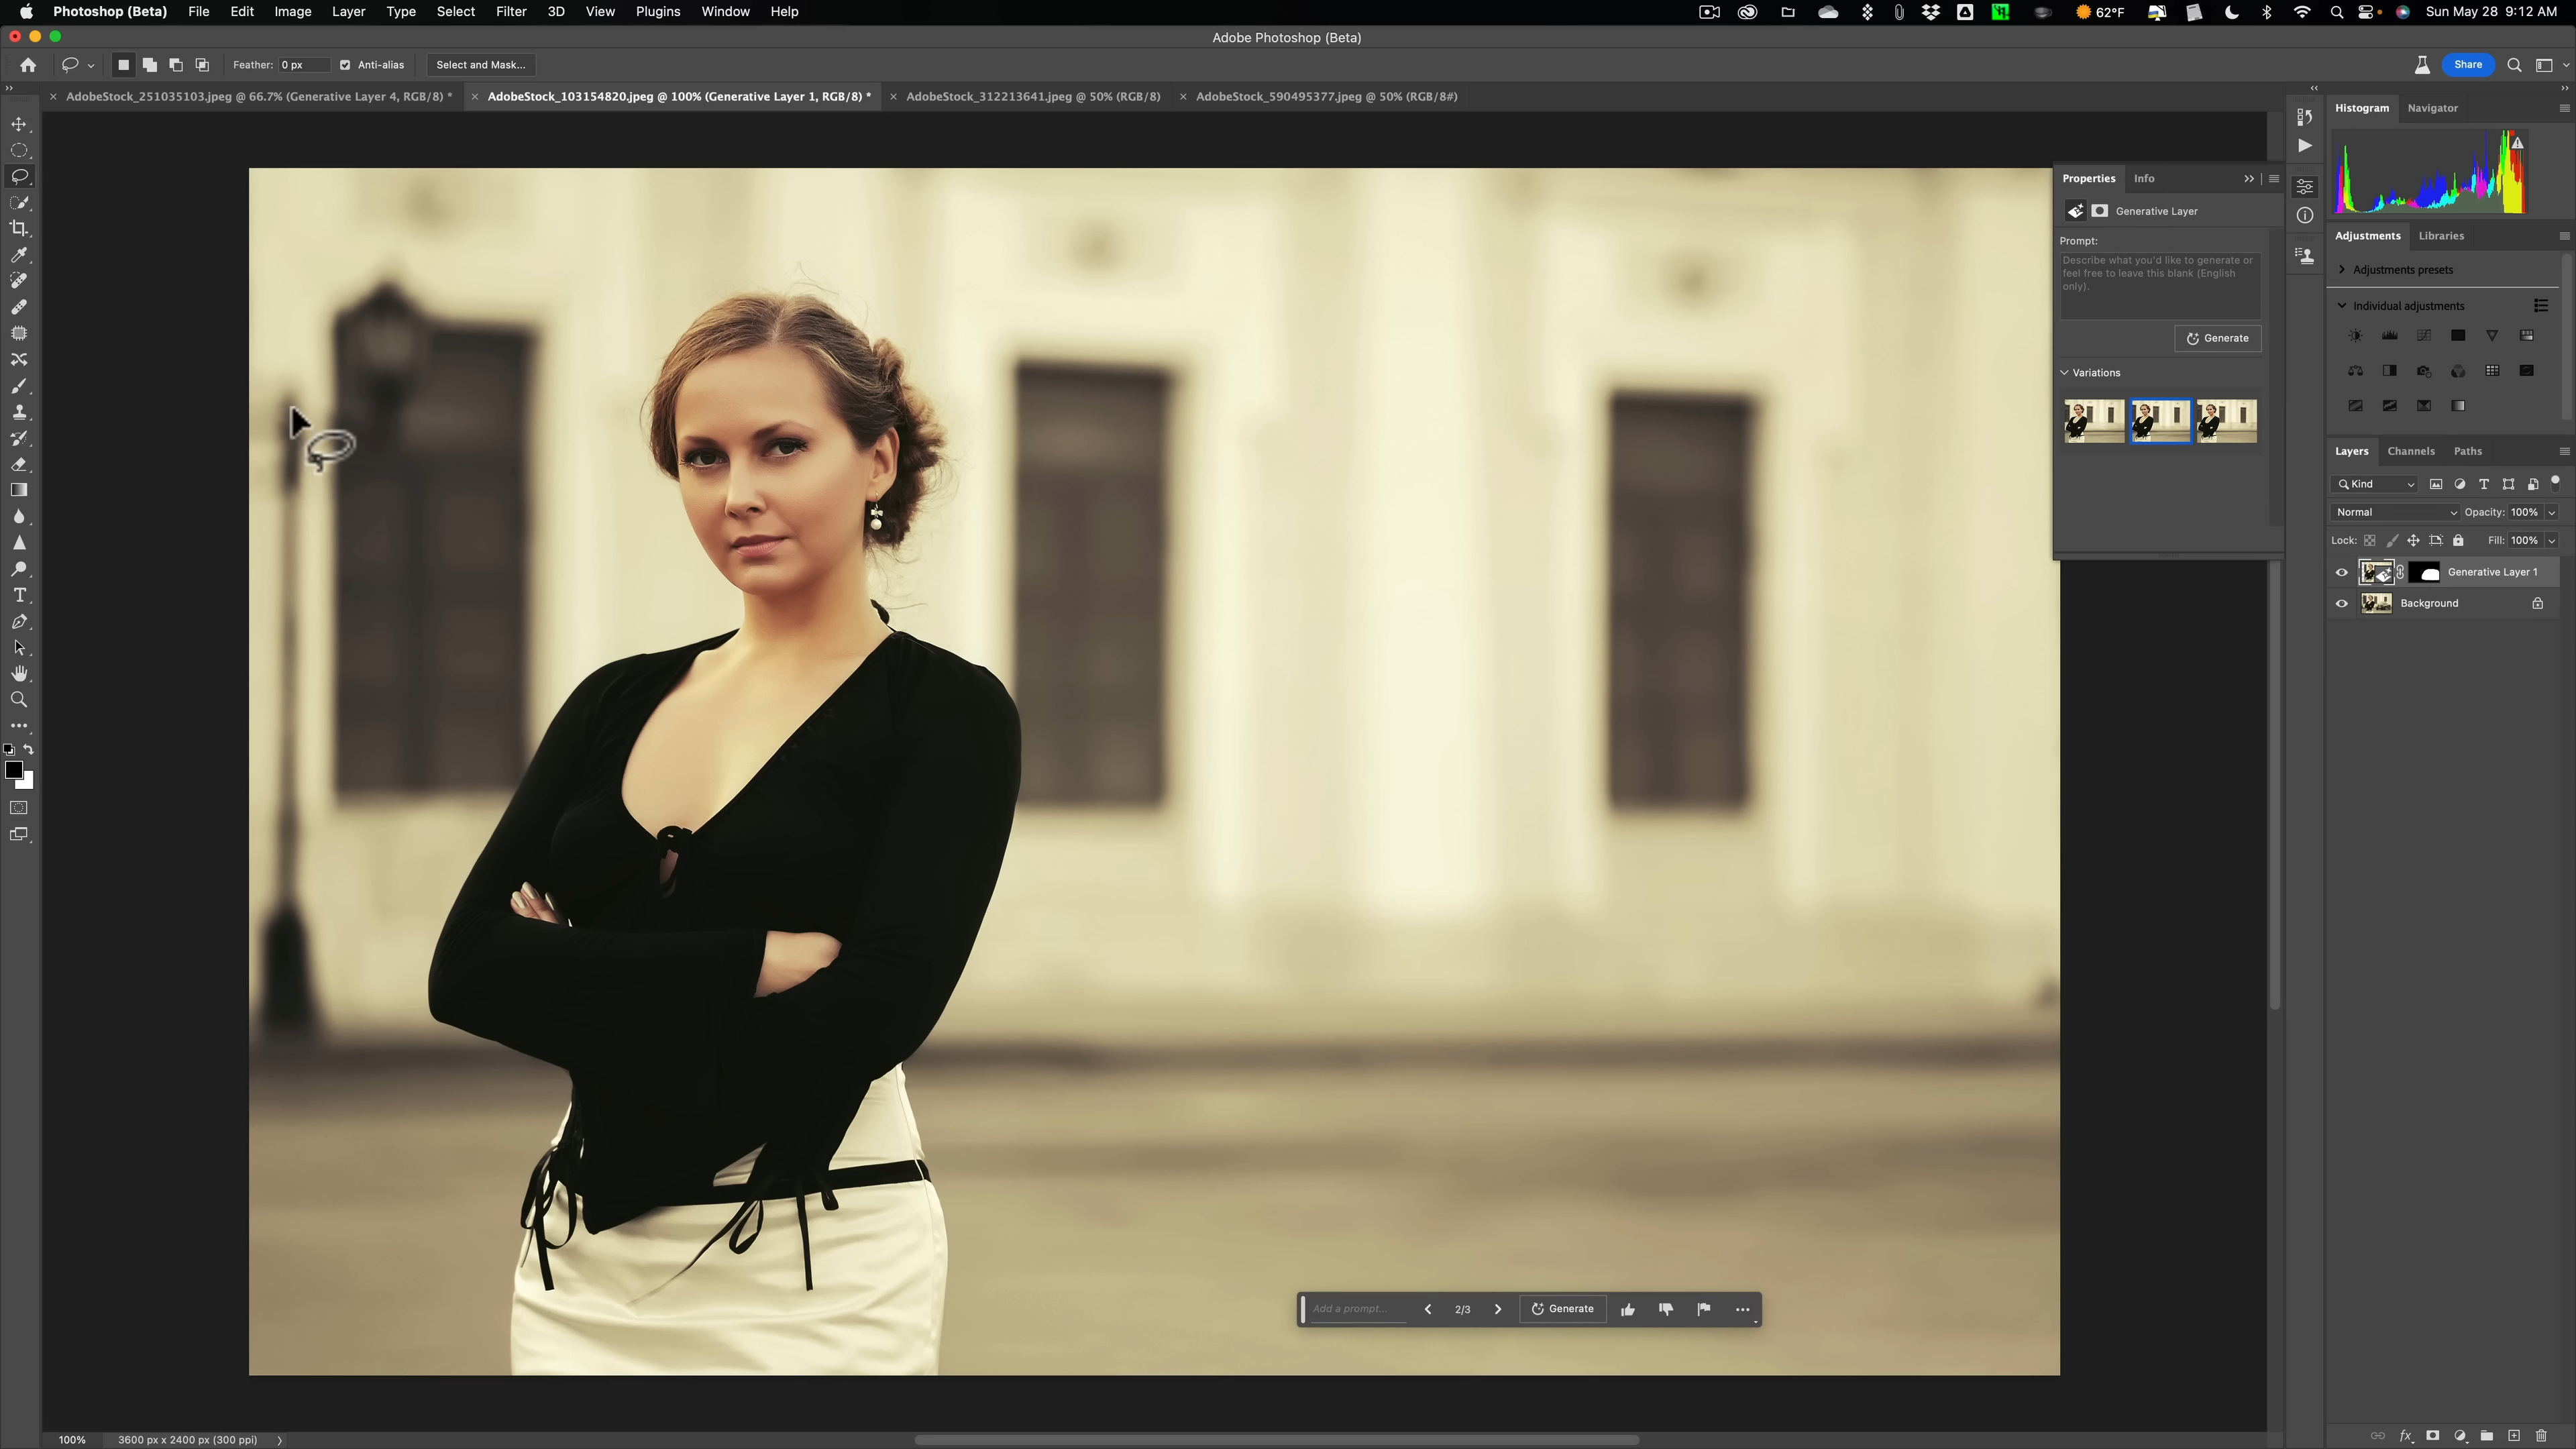 Photoshop (Beta) File Edit Image Layer Type Select Filter 3D View Plugins Window Help 62°F Sun May 28 9:12 AM
Adobe Photoshop (Beta)
Feather: 0 px Anti-alias Select and Mask... Share
AdobeStock_251035103.jpeg @ 66.7% (Generative Layer 4, RGB/8) * AdobeStock_103154820.jpeg @ 100% (Generative Layer 1, RGB/8) * AdobeStock_312213641.jpeg @ 50% (RGB/8) AdobeStock_590495377.jpeg @ 50% (RGB/8#)
Histogram Navigator
Properties Info
Generative Layer
Prompt:
Describe what you'd like to generate or
feel free to leave this blank (English
only).
Generate
Variations
Adjustments Libraries
Adjustments presets
Individual adjustments
Layers Channels Paths
Kind
Normal Opacity: 100%
Lock: Fill: 100%
Generative Layer 1
Background
Add a prompt... 2/3 Generate
100% 3600 px x 2400 px (300 ppi)